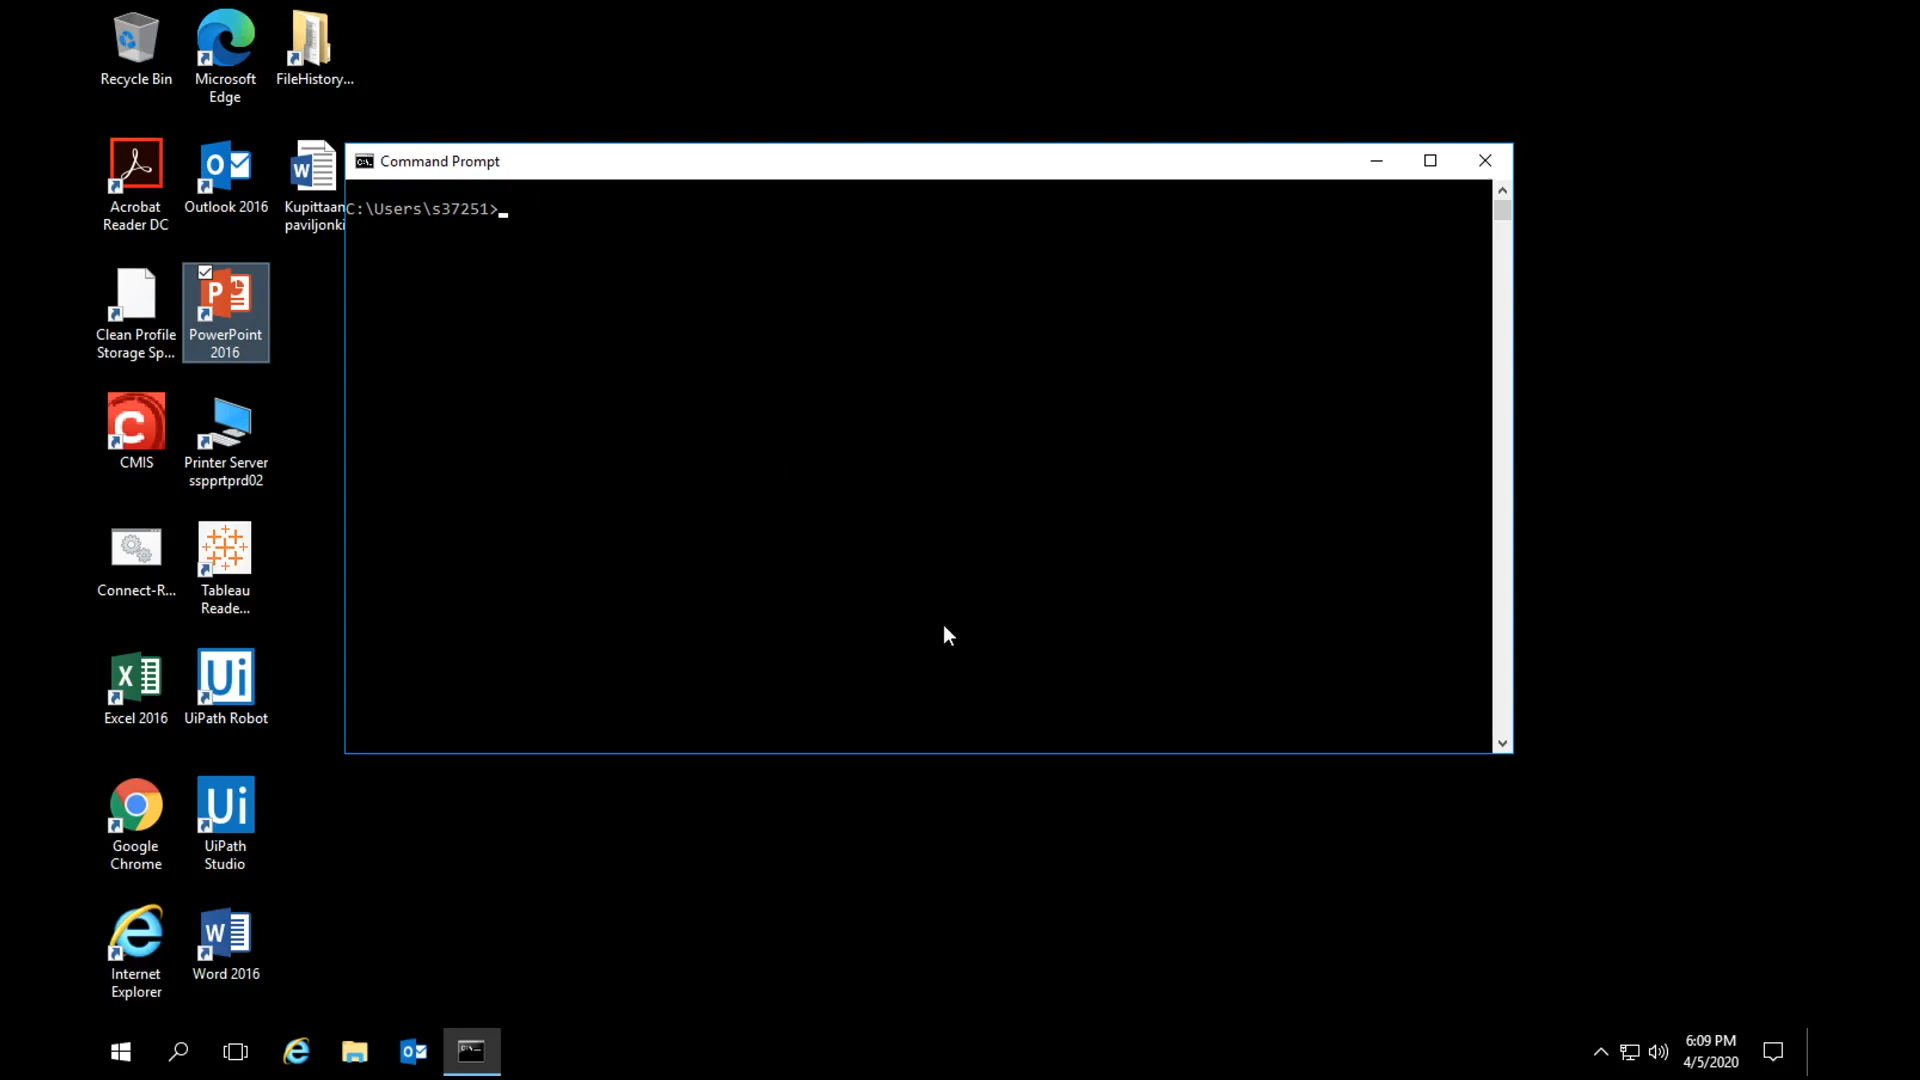 Recycle Bin
Microsoft
Edge
FileHistory...
Acrobat
Reader DC
Outlook 2016
Kupittaan
paviljonki
Clean Profile
Storage Sp...
PowerPoint
2016
CMIS
Printer Server
sspprtprd02
Connect-R...
Tableau
Reade...
Excel 2016
UiPath Robot
Google
Chrome
UiPath
Studio
Internet
Explorer
Word 2016
Command Prompt
C:\Users\s37251>
6:09 PM
4/5/2020